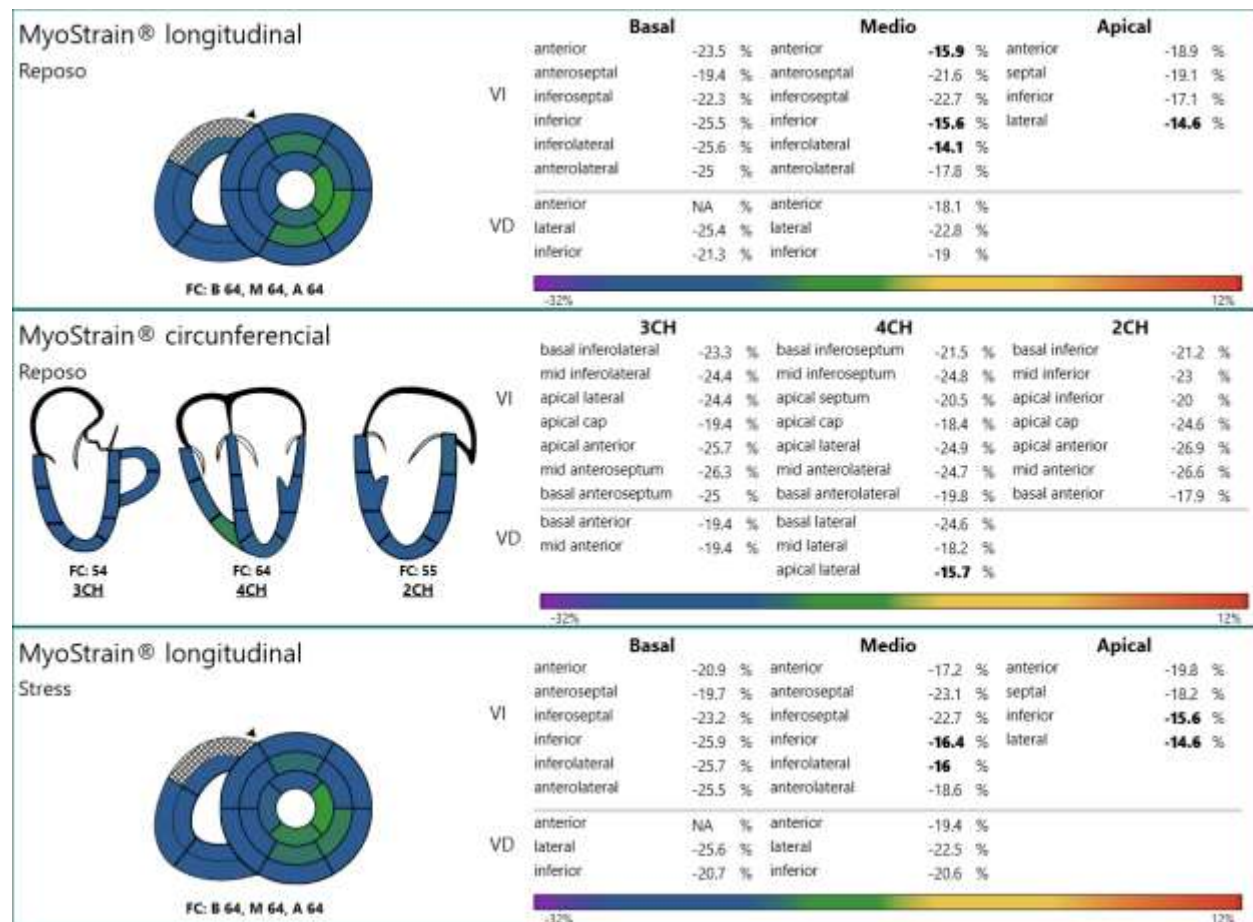 MyoStrain® longitudinal
Reposo
Basal Medio Apical
VI
anterior -23.5 % anterior -15.9 % anterior -18.9 %
anteroseptal -19.4 % anteroseptal -21.6 % septal -19.1 %
inferoseptal -22.3 % inferoseptal -22.7 % inferior -17.1 %
inferior -25.5 % inferior -15.6 % lateral -14.6 %
inferolateral -25.6 % inferolateral -14.1 %
anterolateral -25 % anterolateral -17.8 %
VD
anterior NA % anterior -18.1 %
lateral -25.4 % lateral -22.8 %
inferior -21.3 % inferior -19 %
FC: B 64, M 64, A 64
-32% 12%
MyoStrain® circunferencial
Reposo
3CH 4CH 2CH
VI
basal inferolateral -23.3 % basal inferoseptum -21.5 % basal inferior -21.2 %
mid inferolateral -24.4 % mid inferoseptum -24.8 % mid inferior -23 %
apical lateral -24.4 % apical septum -20.5 % apical inferior -20 %
apical cap -19.4 % apical cap -18.4 % apical cap -24.6 %
apical anterior -25.7 % apical lateral -24.9 % apical anterior -26.9 %
mid anteroseptum -26.3 % mid anterolateral -24.7 % mid anterior -26.6 %
basal anteroseptum -25 % basal anterolateral -19.8 % basal anterior -17.9 %
VD
basal anterior -19.4 % basal lateral -24.6 %
mid anterior -19.4 % mid lateral -18.2 %
apical lateral -15.7 %
FC: 54 FC: 64 FC: 55
3CH 4CH 2CH
-32% 12%
MyoStrain® longitudinal
Stress
Basal Medio Apical
VI
anterior -20.9 % anterior -17.2 % anterior -19.8 %
anteroseptal -19.7 % anteroseptal -23.1 % septal -18.2 %
inferoseptal -23.2 % inferoseptal -22.7 % inferior -15.6 %
inferior -25.9 % inferior -16.4 % lateral -14.6 %
inferolateral -25.7 % inferolateral -16 %
anterolateral -25.5 % anterolateral -18.6 %
VD
anterior NA % anterior -19.4 %
lateral -25.6 % lateral -22.5 %
inferior -20.7 % inferior -20.6 %
FC: B 64, M 64, A 64
-32% 12%